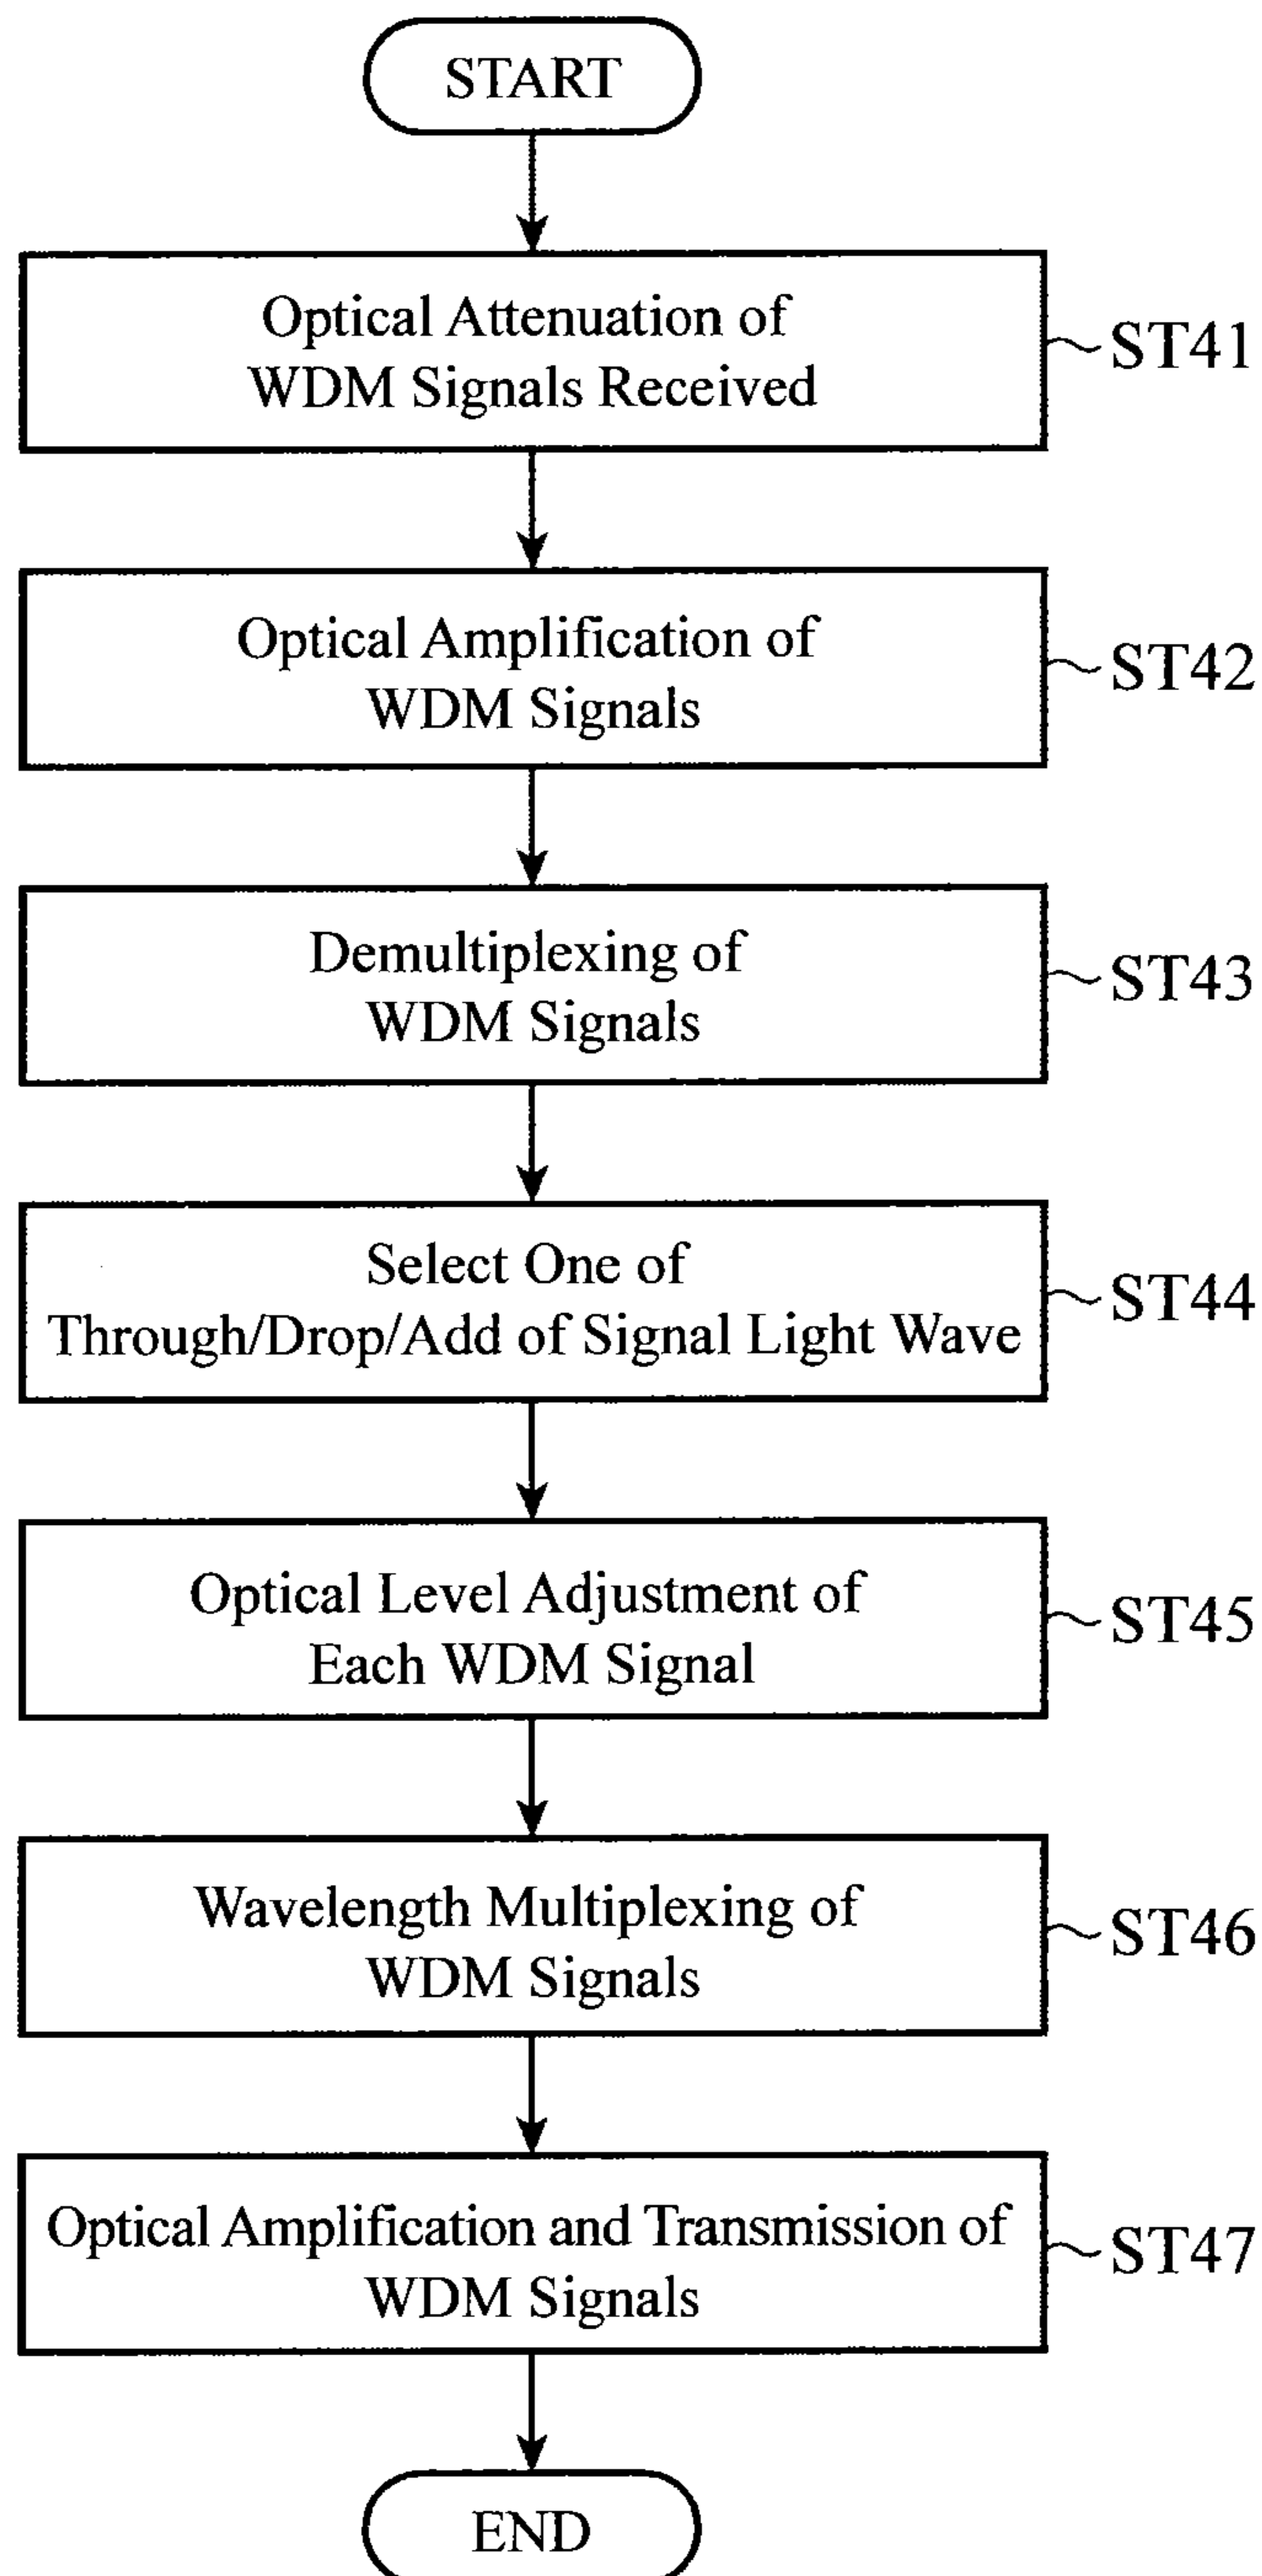 START
Optical Attenuation of
WDM Signals Received
ST41
Optical Amplification of
WDM Signals
ST42
Demultiplexing of
WDM Signals
ST43
Select One of
Through/Drop/Add of Signal Light Wave
ST44
Optical Level Adjustment of
Each WDM Signal
ST45
Wavelength Multiplexing of
WDM Signals
ST46
Optical Amplification and Transmission of
WDM Signals
ST47
END